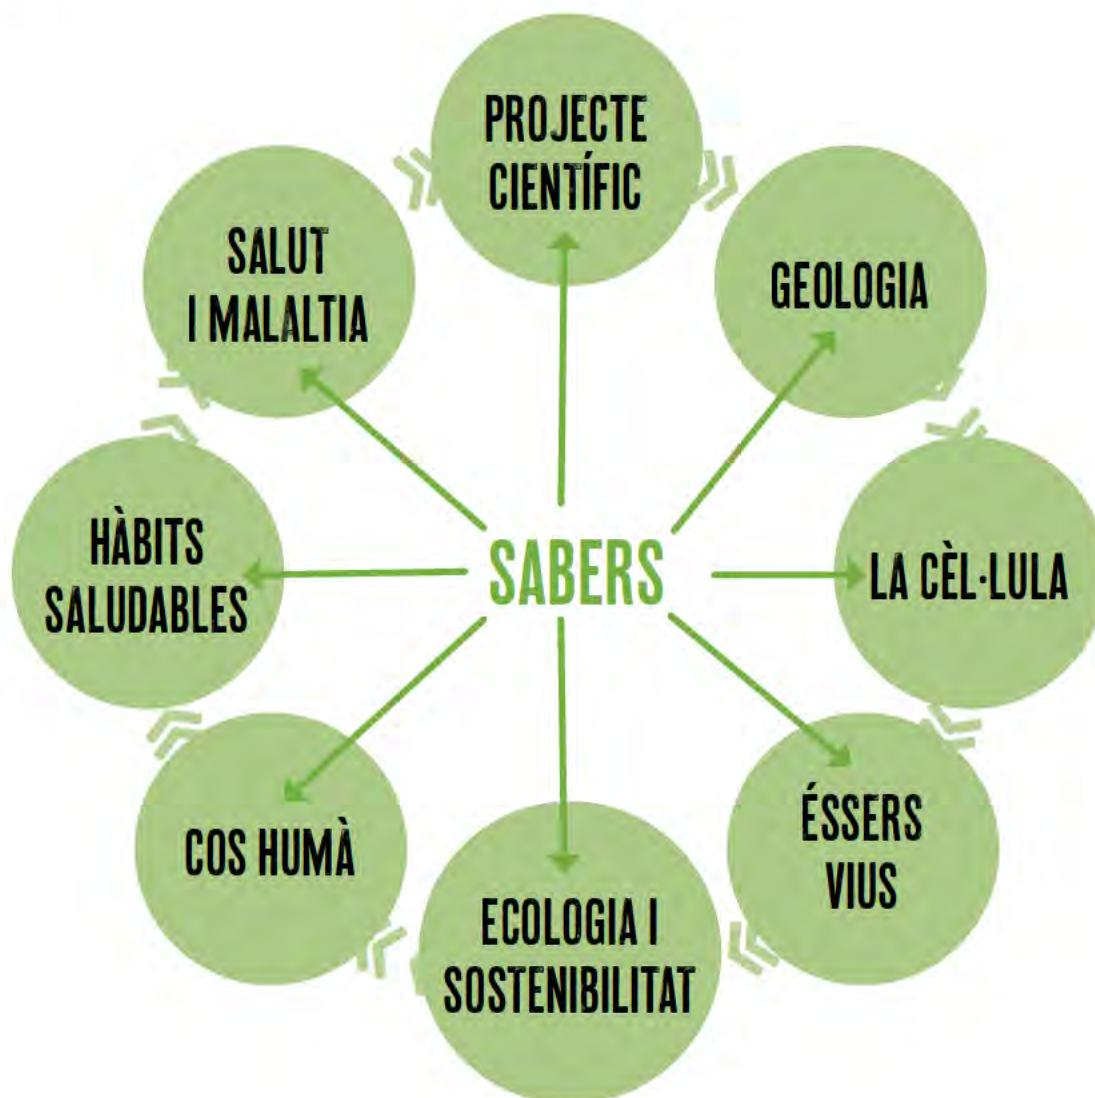 PROJECTE
CIENTÍFIC
GEOLOGIA
LA CÈL·LULA
ÉSSERS
VIUS
ECOLOGIA I
SOSTENIBILITAT
COS HUMÀ
HÀBITS
SALUDABLES
SALUT
I MALALTIA
SABERS